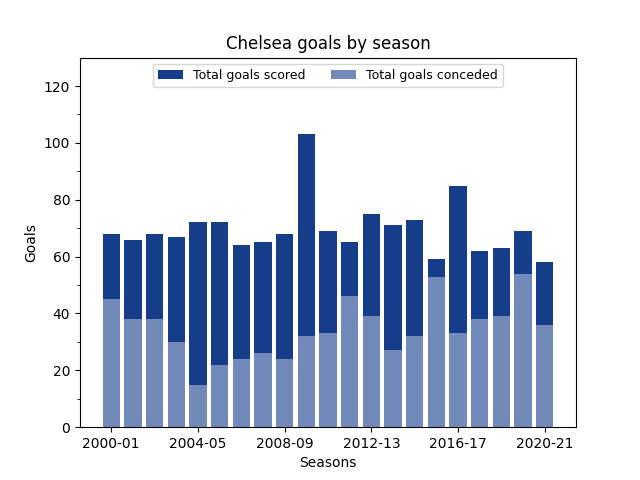 Chelsea goals by season
Total goals scored
Total goals conceded
120
100
80
60
40
20
0
Goals
2000-01
2004-05
2008-09
2012-13
2016-17
2020-21
Seasons